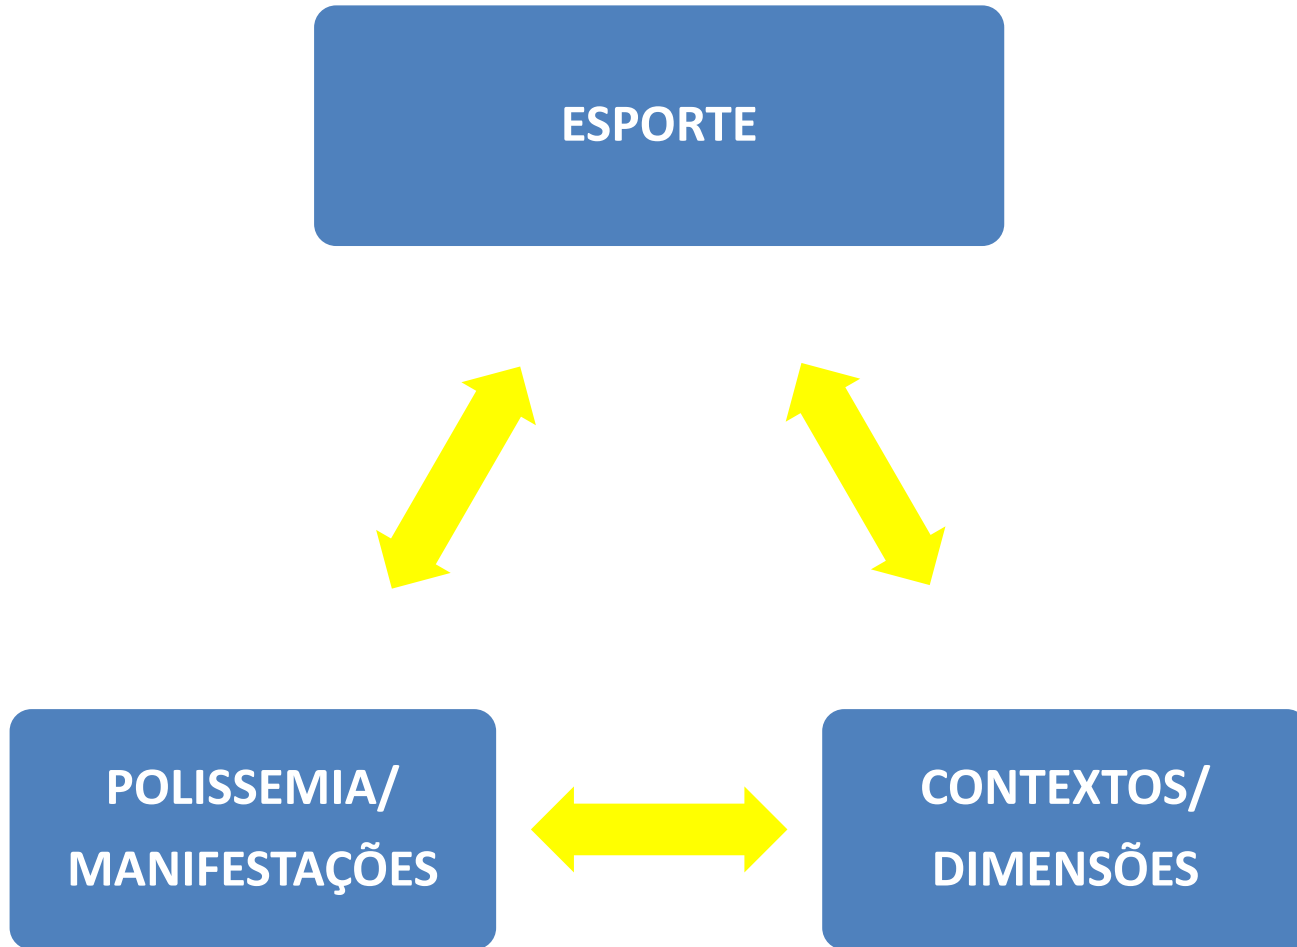 ESPORTE
POLISSEMIA/
MANIFESTAÇÕES
CONTEXTOS/
DIMENSÕES